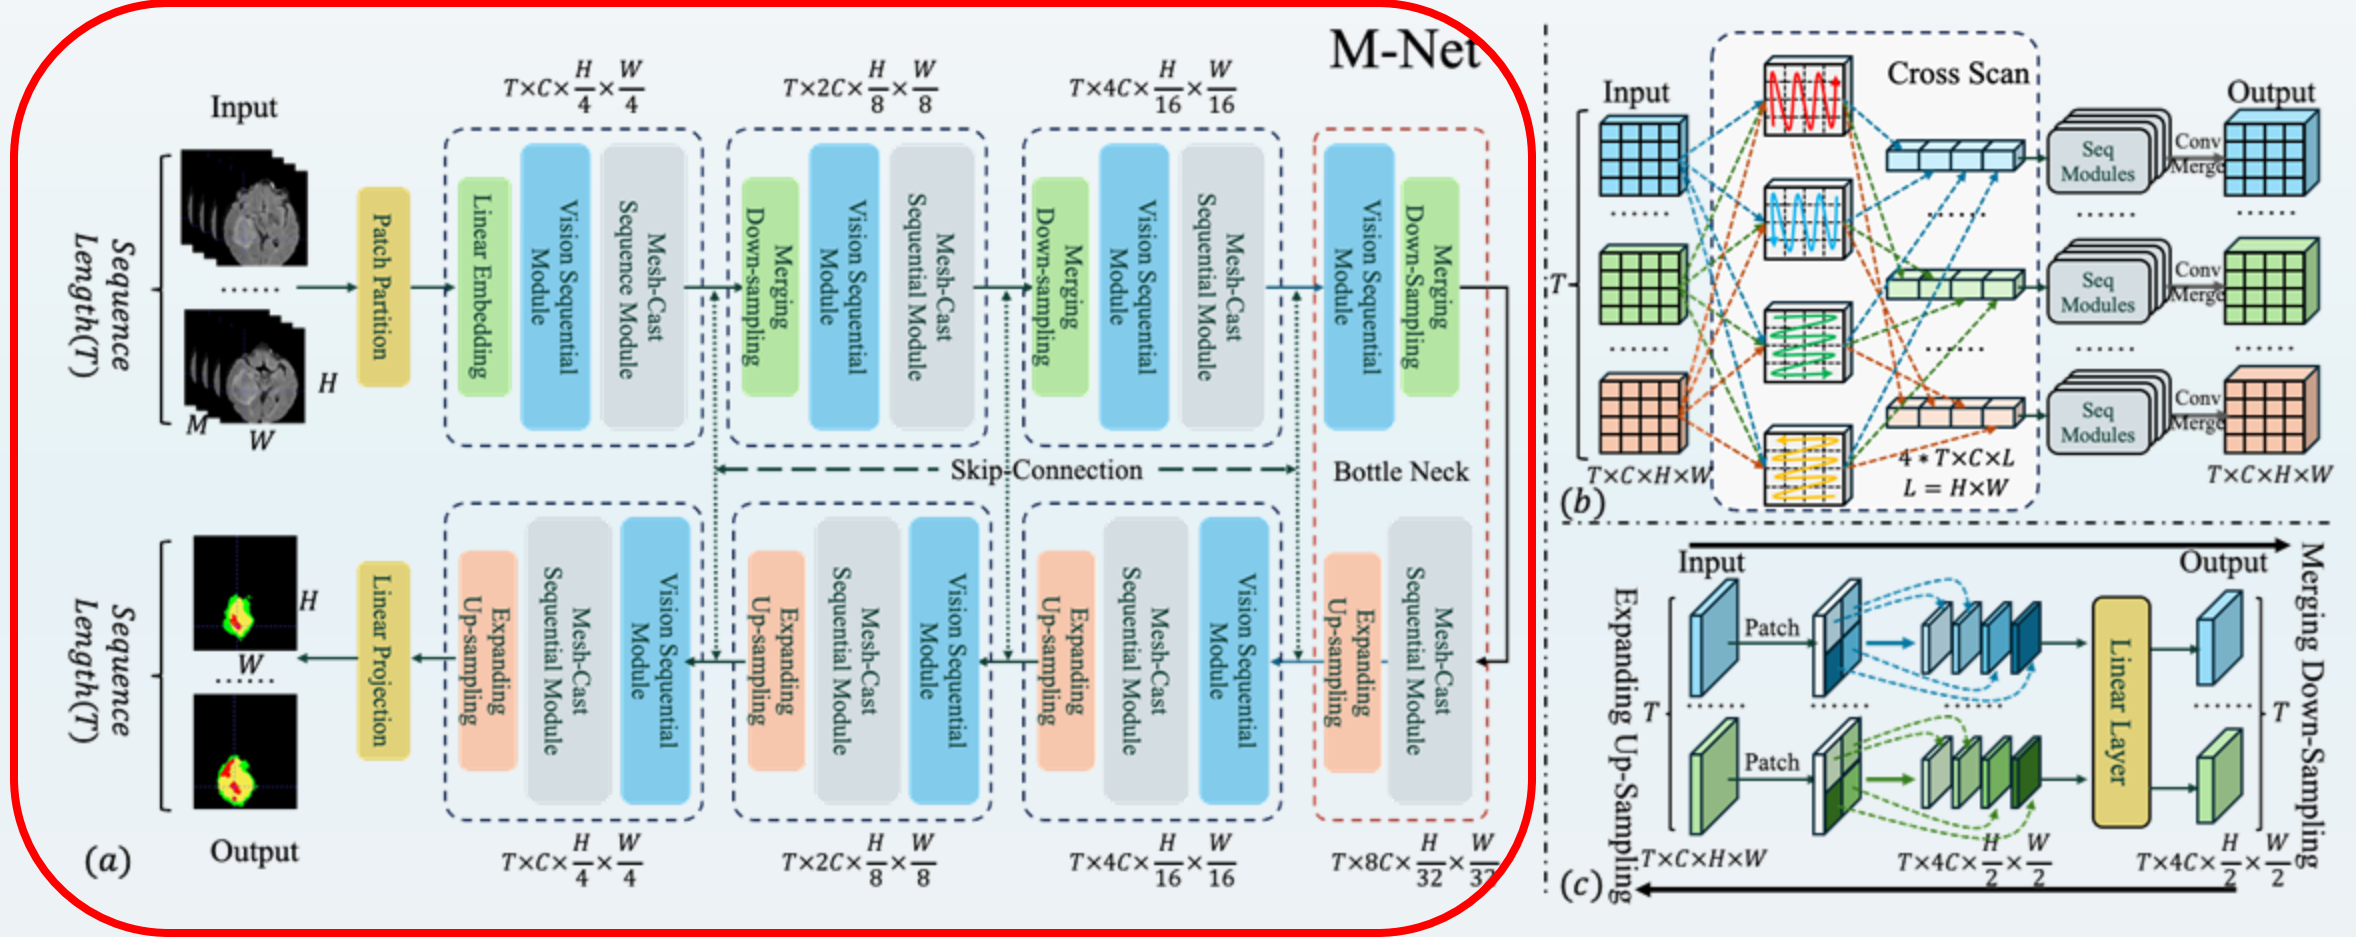 M-Net
T×C×H/4×W/4
T×2C×H/8×W/8
T×4C×H/16×W/16
Input
Sequence
Length(T)
......
M
W
H
Patch Partition
Linear Embedding
Vision Sequential
Module
Mesh-Cast
Sequence Module
Merging
Down-sampling
Vision Sequential
Module
Mesh-Cast
Sequential Module
Merging
Down-sampling
Vision Sequential
Module
Mesh-Cast
Sequential Module
Vision Sequential
Module
Merging
Down-Sampling
Skip-Connection
Bottle Neck
Sequence
Length(T)
H
W
......
Output
Linear Projection
Expanding
Up-sampling
Mesh-Cast
Sequential Module
Vision Sequential
Module
Expanding
Up-sampling
Mesh-Cast
Sequential Module
Vision Sequential
Module
Expanding
Up-sampling
Mesh-Cast
Sequential Module
Vision Sequential
Module
Expanding
Up-sampling
Mesh-Cast
Sequential Module
(a)
T×C×H/4×W/4
T×2C×H/8×W/8
T×4C×H/16×W/16
T×8C×H/32×W/32
Input
Cross Scan
Output
T
Seq
Modules
Conv
Merge
......
Seq
Modules
Conv
Merge
......
Seq
Modules
Conv
Merge
T×C×H×W
4*T×C×L
L = H×W
T×C×H×W
(b)
Input
Output
Merging Down-Sampling
Expanding Up-Sampling
Patch
T
......
T
Patch
Linear Layer
T×C×H×W
T×4C×H/2×W/2
T×4C×H/2×W/2
(c)